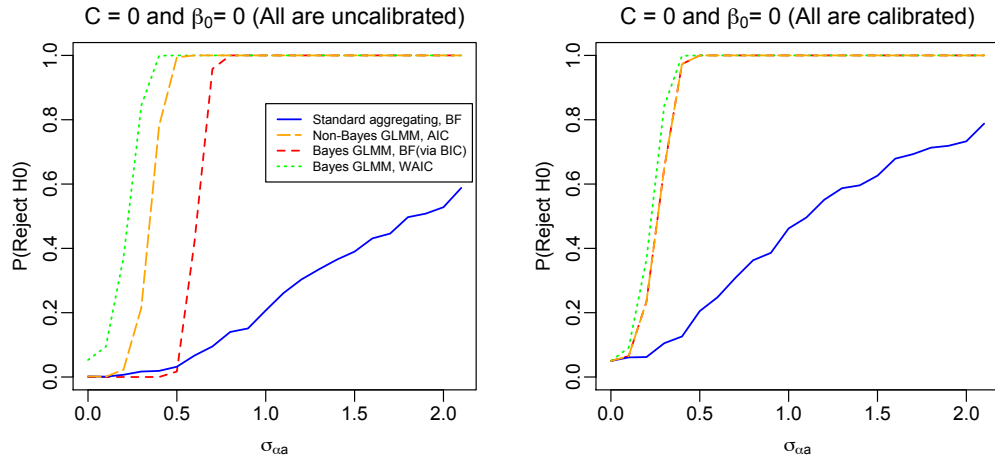 C = 0 and β0= 0 (All are uncalibrated)
P(Reject H0)
1.0
0.8
0.6
0.4
0.2
0.0
Standard aggregating, BF
Non-Bayes GLMM, AIC
Bayes GLMM, BF(via BIC)
Bayes GLMM, WAIC
0.0 0.5 1.0 1.5 2.0
σαa
C = 0 and β0= 0 (All are calibrated)
P(Reject H0)
1.0
0.8
0.6
0.4
0.2
0.0
0.0 0.5 1.0 1.5 2.0
σαa